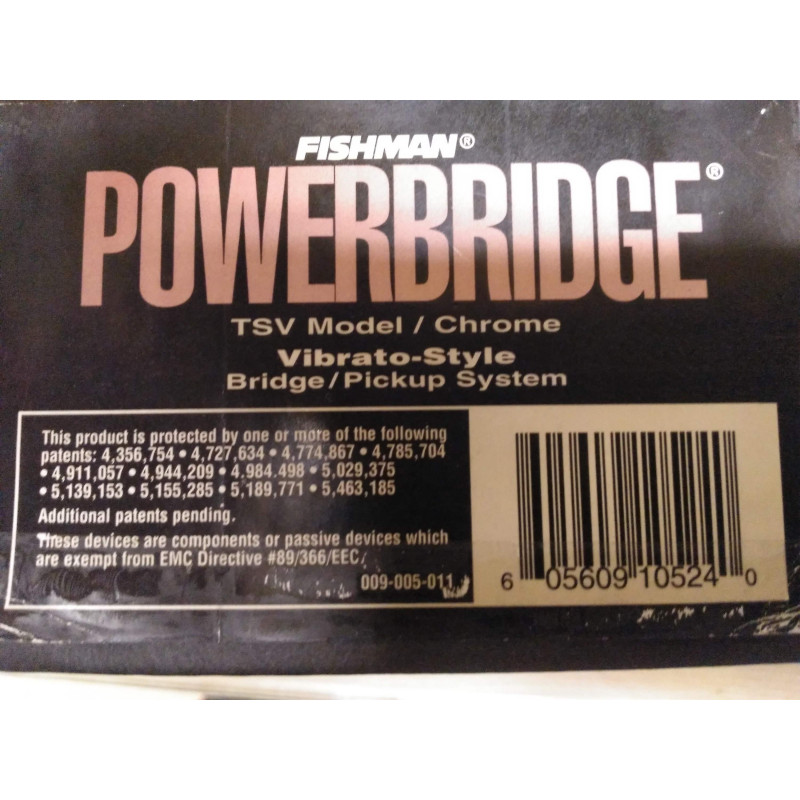 FISHMAN®
POWERBRIDGE®
TSV Model / Chrome
Vibrato-Style
Bridge/Pickup System
This product is protected by one or more of the following
patents: 4,356,754 • 4,727,634 • 4,774,867 • 4,785,704
• 4,911,057 • 4,944,209 • 4,984,498 • 5,029,375
• 5,139,153 • 5,155,285 • 5,189,771 • 5,463,185
Additional patents pending.
These devices are components or passive devices which
are exempt from EMC Directive #89/366/EEC.
009-005-011
6 05609 10524 0